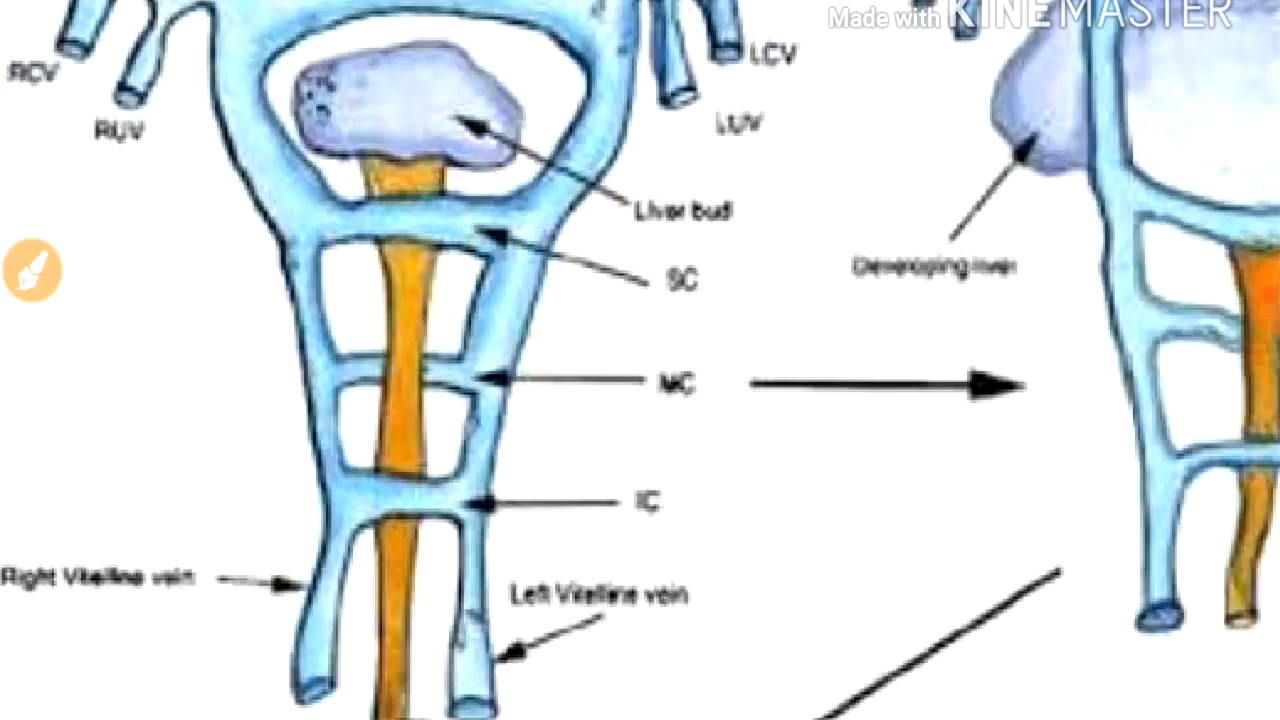 Made with KINEMASTER
RCV
LCV
RUV
LUV
Liver bud
Developing liver
SC
MC
IC
Right Vitelline vein
Left Vitelline vein